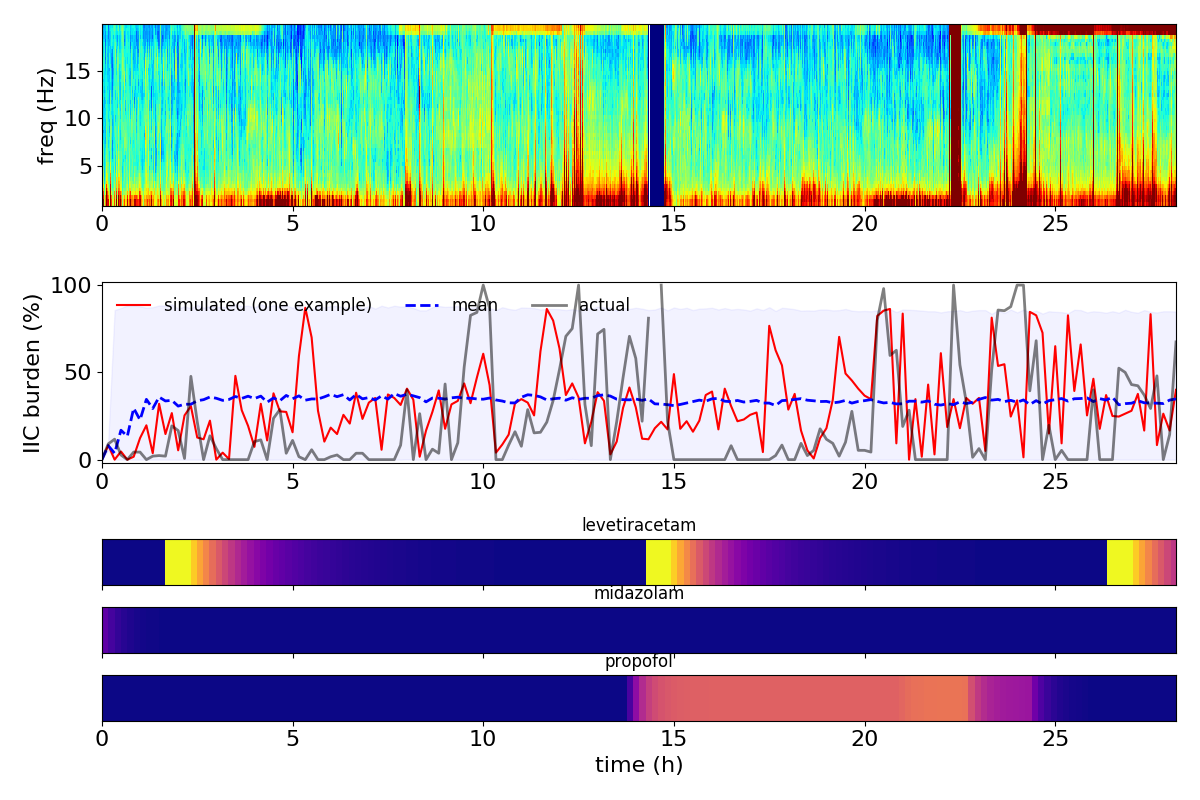 freq (Hz)
15
10
5
0 5 10 15 20 25
IIC burden (%)
100
50
0
simulated (one example) mean actual
0 5 10 15 20 25
levetiracetam
midazolam
propofol
0 5 10 15 20 25
time (h)